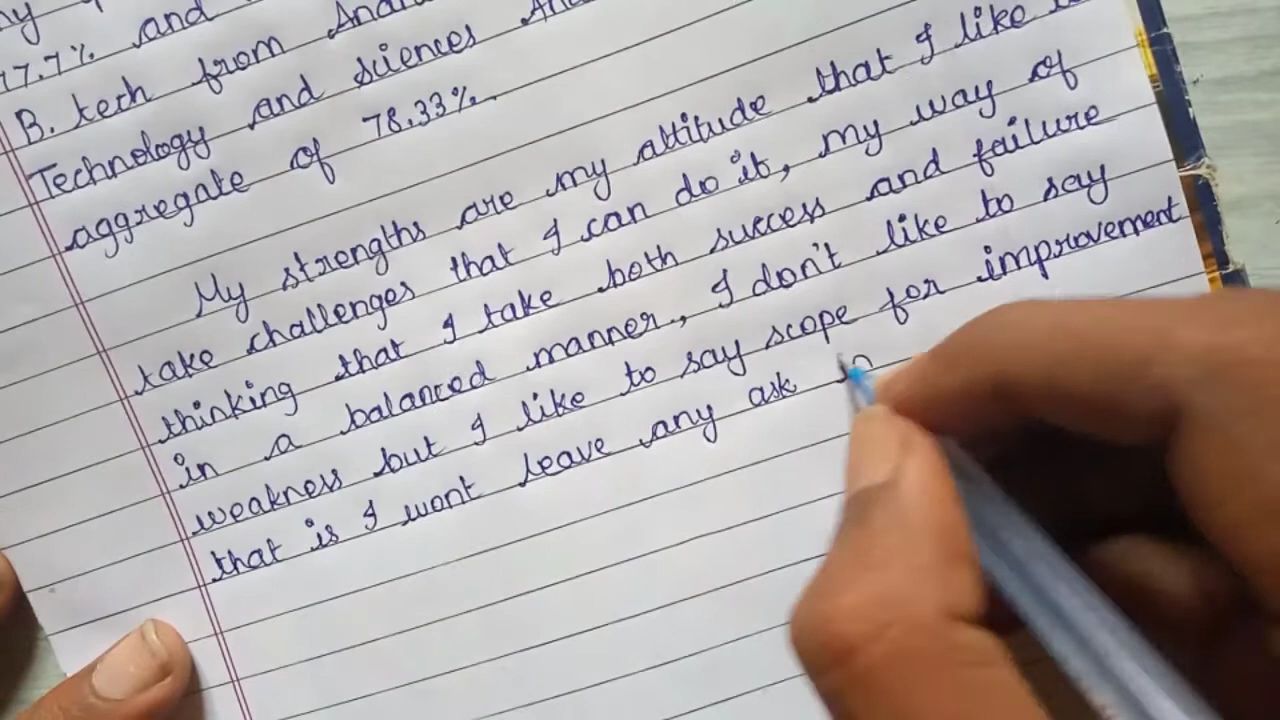 77.7% and
B. tech from
Technology and sciences
aggregate of 78.33%.
My strengths are my attitude that I like
take challenges that I can do it, my way of
thinking that I take both success and failure
in a balanced manner, I don't like to say
weakness but I like to say scope for improvement
that is I wont leave any ask in